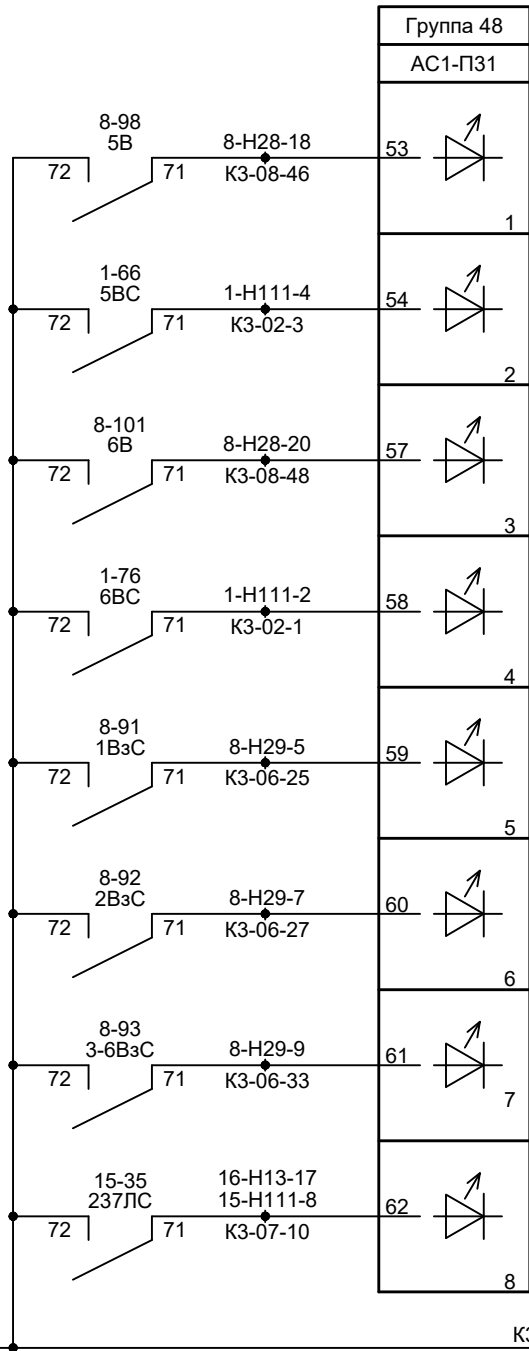 Группа 48
АС1-П31
8-98
5В
72
71
8-Н28-18
К3-08-46
53
1
1-66
5ВС
72
71
1-Н111-4
К3-02-3
54
2
8-101
6В
72
71
8-Н28-20
К3-08-48
57
3
1-76
6ВС
72
71
1-Н111-2
К3-02-1
58
4
8-91
1ВзС
72
71
8-Н29-5
К3-06-25
59
5
8-92
2ВзС
72
71
8-Н29-7
К3-06-27
60
6
8-93
3-6ВзС
72
71
8-Н29-9
К3-06-33
61
7
15-35
237ЛС
72
71
16-Н13-17
15-Н111-8
К3-07-10
62
8
К3